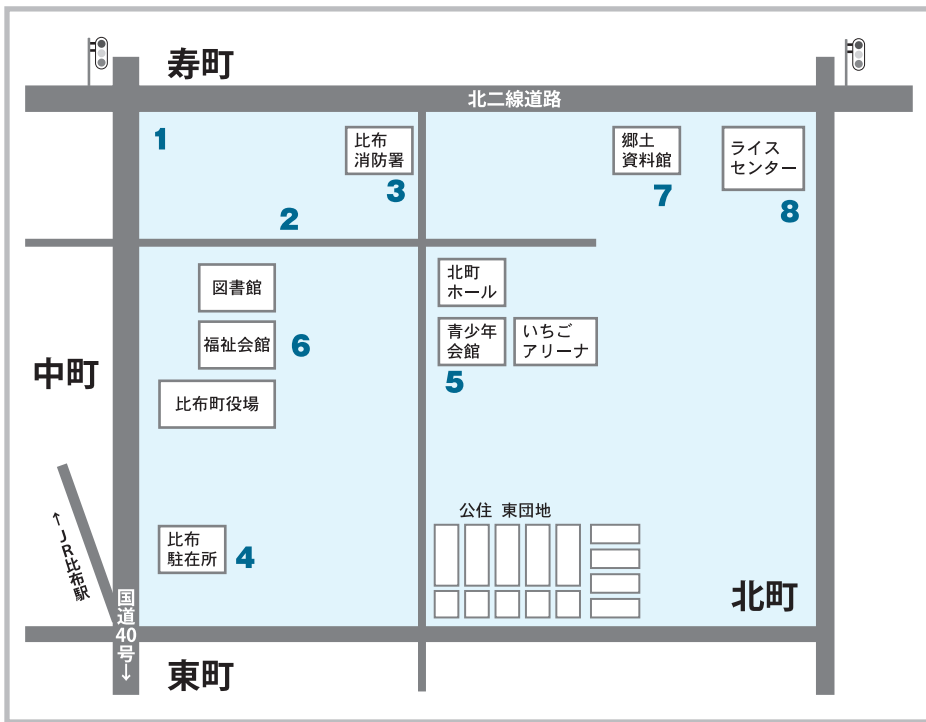 寿町
北二線道路
1
比布
消防署
3
郷土
資料館
7
ライス
センター
8
2
図書館
北町
ホール
福祉会館
6
青少年
会館
5
いちご
アリーナ
中町
比布町役場
公住 東団地
比布
駐在所
4
←JR比布駅
国道40号→
北町
東町